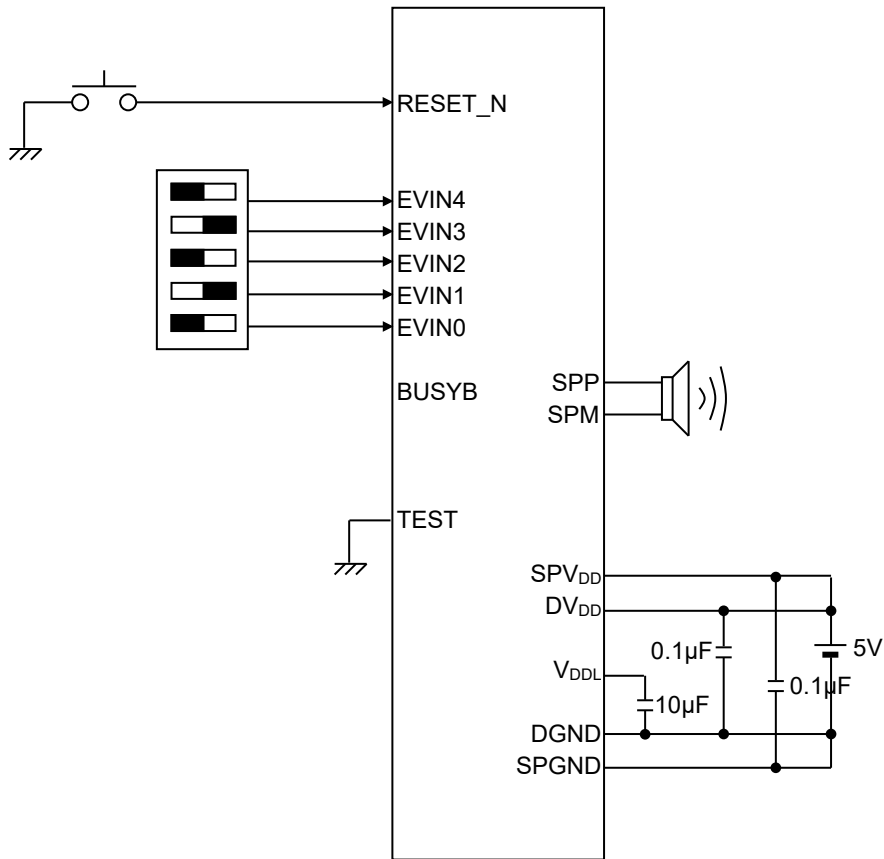 RESET_N
EVIN4
EVIN3
EVIN2
EVIN1
EVIN0
BUSYB
SPP
SPM
TEST
SPVDD
DVDD
0.1µF
5V
VDDL
10µF
0.1µF
DGND
SPGND